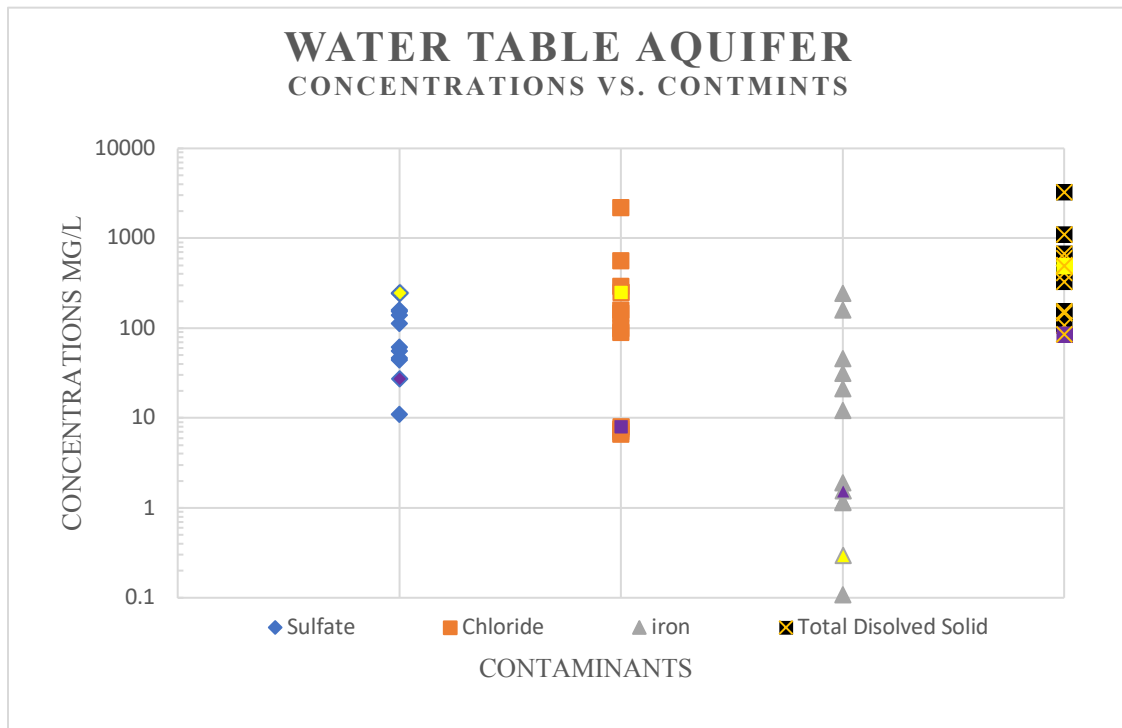 WATER TABLE AQUIFER
CONCENTRATIONS VS. CONTMINTS
CONCENTRATIONS MG/L
10000
1000
100
10
1
0.1
Sulfate Chloride iron Total Disolved Solid
CONTAMINANTS